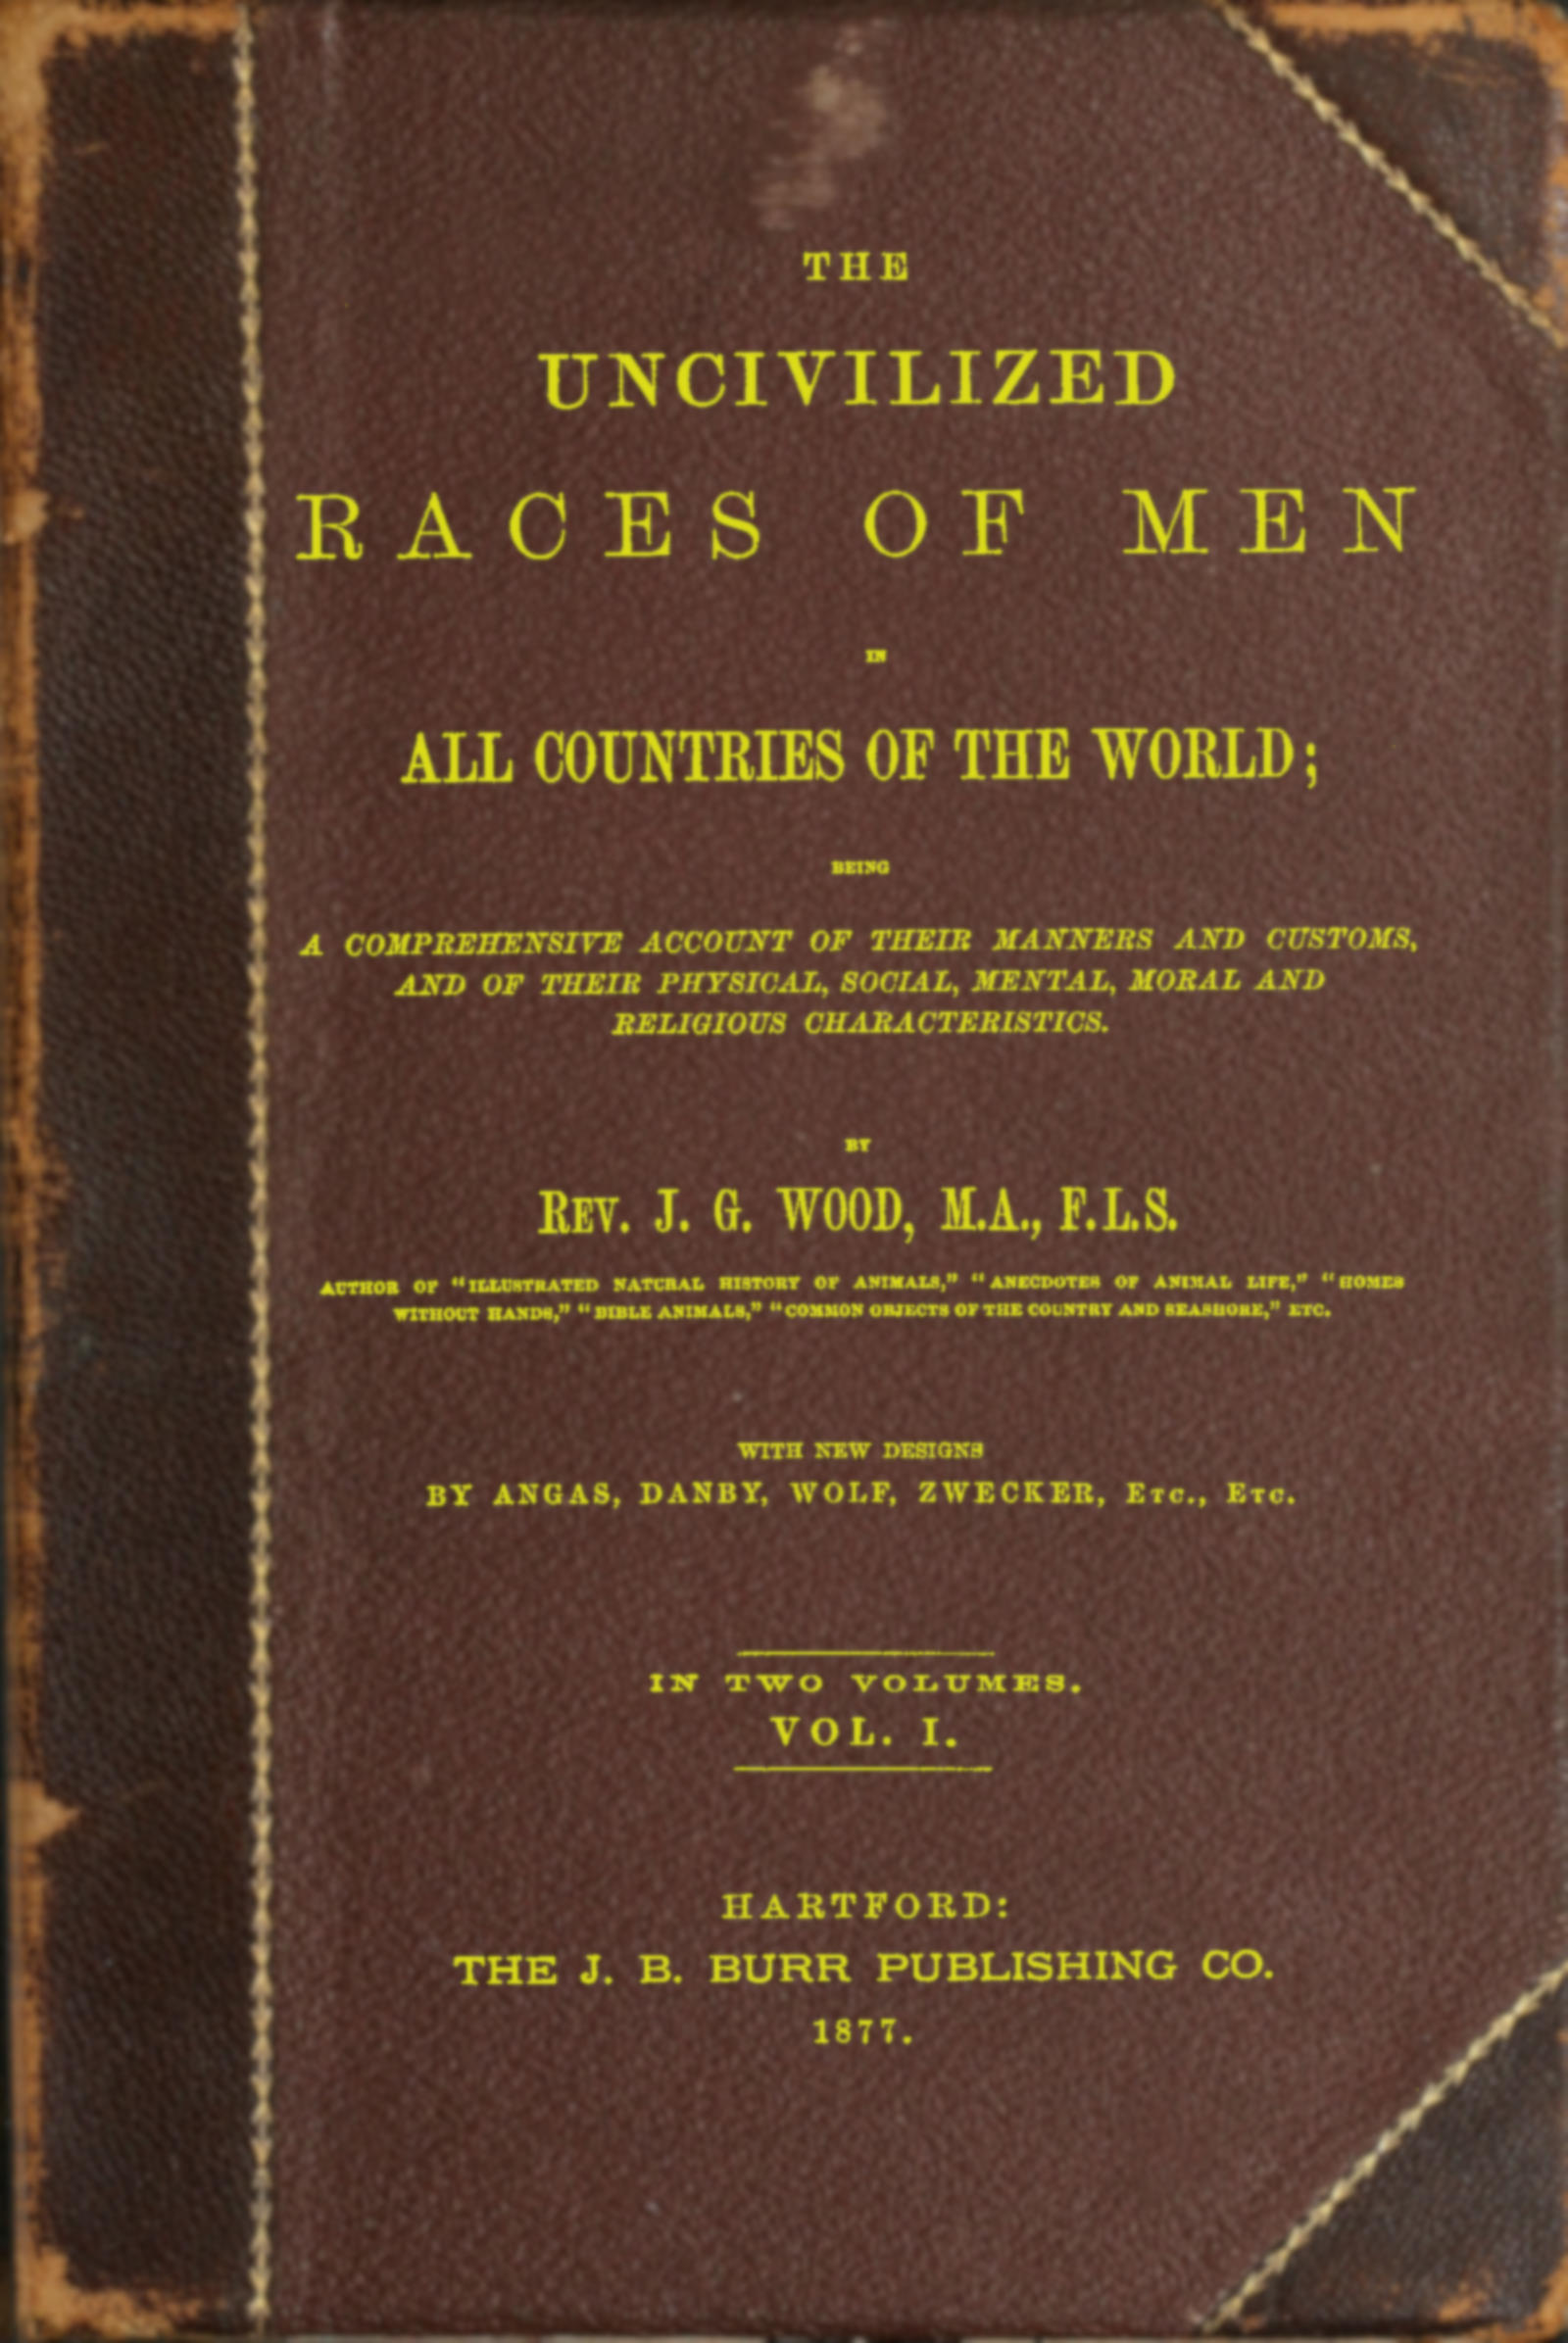 THE
UNCIVILIZED
RACES OF MEN
IN
ALL COUNTRIES OF THE WORLD;
BEING
A COMPREHENSIVE ACCOUNT OF THEIR MANNERS AND CUSTOMS,
AND OF THEIR PHYSICAL, SOCIAL, MENTAL, MORAL AND
RELIGIOUS CHARACTERISTICS.
BY
REV. J. G. WOOD, M.A., F.L.S.
AUTHOR OF “ILLUSTRATED NATURAL HISTORY OF ANIMALS,” “ANECDOTES OF ANIMAL LIFE,” “HOMES
WITHOUT HANDS,” “BIBLE ANIMALS,” “COMMON OBJECTS OF THE COUNTRY AND SEASHORE,” ETC.
WITH NEW DESIGNS
BY ANGAS, DANBY, WOLF, ZWECKER, ETC., ETC.
IN TWO VOLUMES.
VOL. I.
HARTFORD:
THE J. B. BURR PUBLISHING CO.
1877.